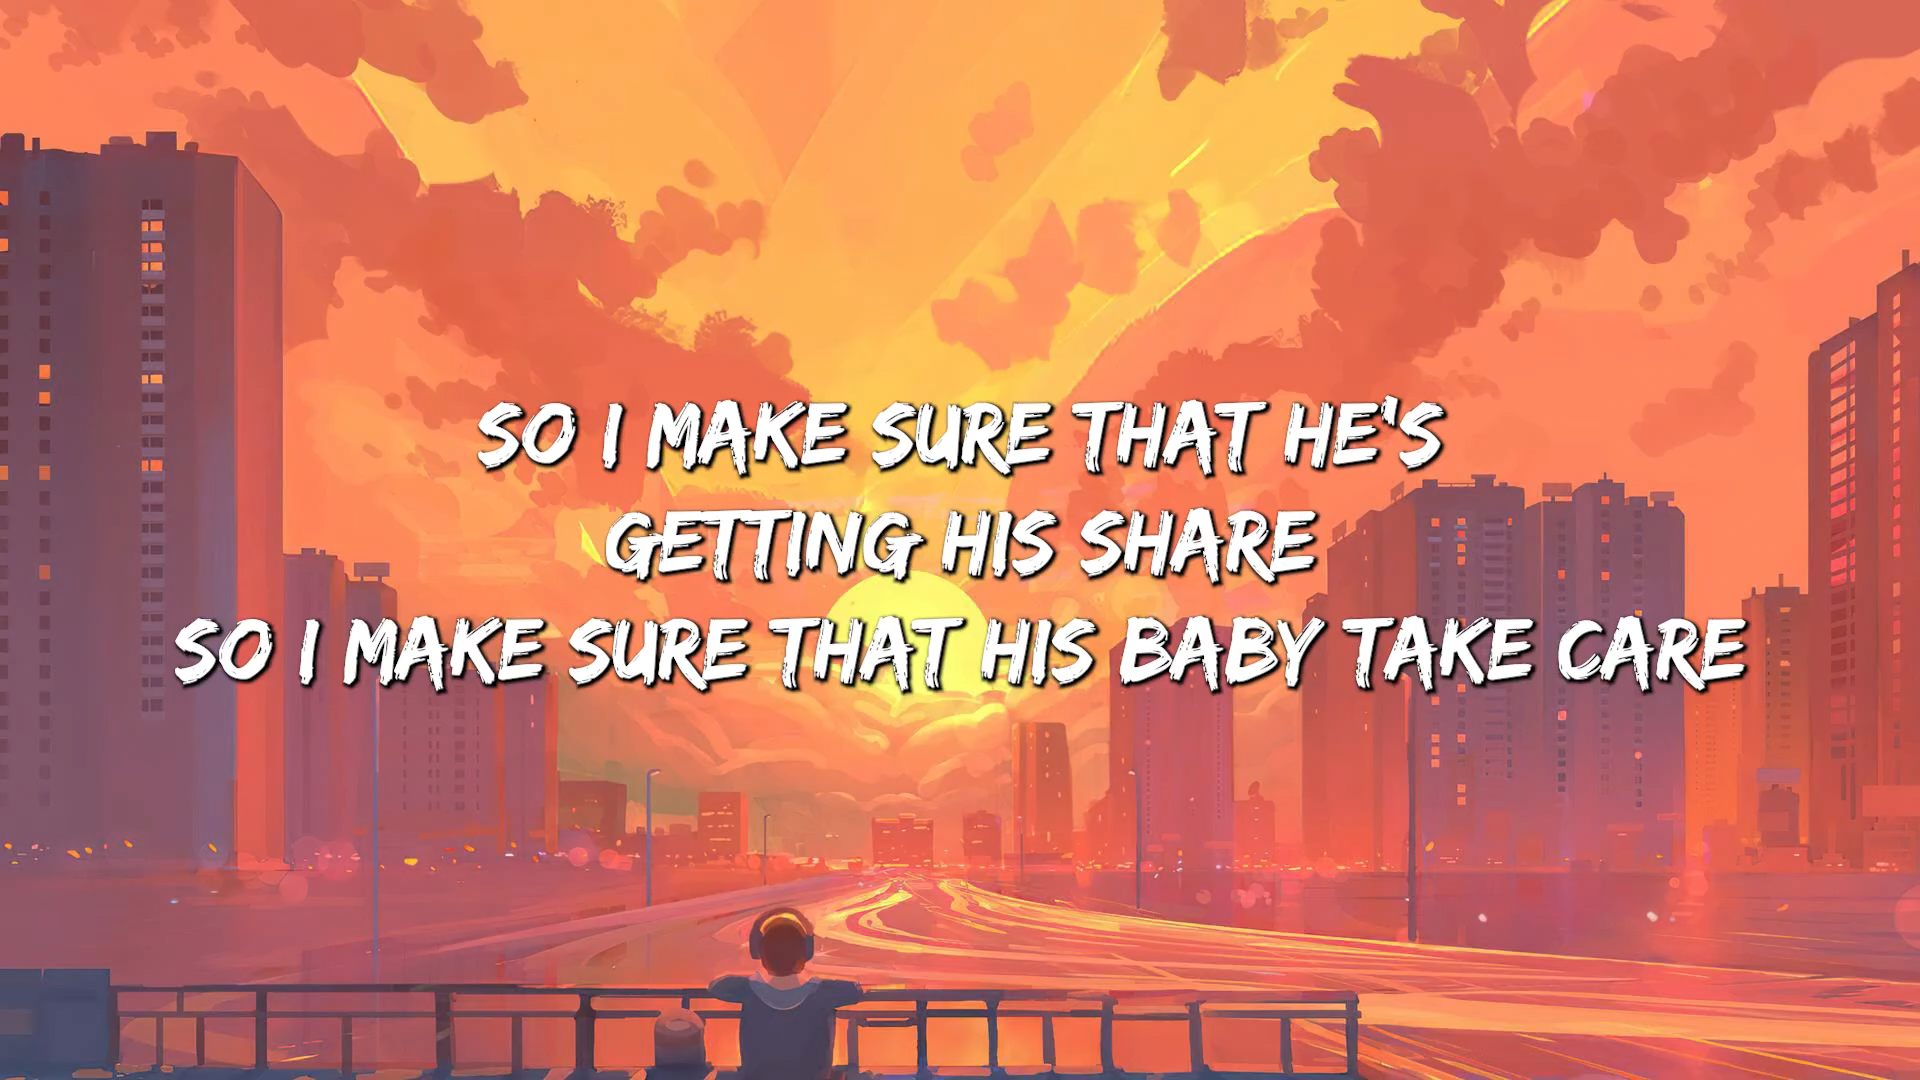 SO I MAKE SURE THAT HE'S
GETTING HIS SHARE
SO I MAKE SURE THAT HIS BABY TAKE CARE